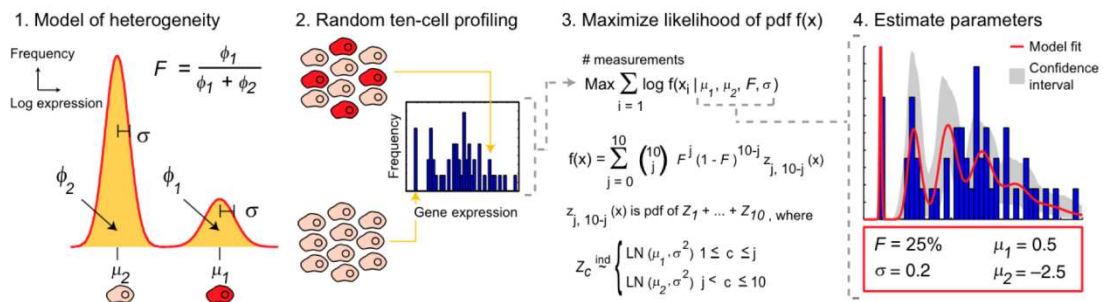 1. Model of heterogeneity
Frequency
Log expression
F = ϕ1 / (ϕ1 + ϕ2)
σ
ϕ2
ϕ1
σ
μ2
μ1
2. Random ten-cell profiling
Frequency
Gene expression
3. Maximize likelihood of pdf f(x)
# measurements
Max ∑ i = 1 log f(xi | μ1, μ2, F, σ)
f(x) = ∑ j = 0 10 (10 j) F^j (1 - F)^10-j z j, 10-j (x)
z j, 10-j (x) is pdf of Z1 + ... + Z10, where
Zc ind ~ { LN (μ1, σ²) 1 ≤ c ≤ j
LN (μ2, σ²) j < c ≤ 10
4. Estimate parameters
Model fit
Confidence
interval
F = 25% μ1 = 0.5
σ = 0.2 μ2 = −2.5